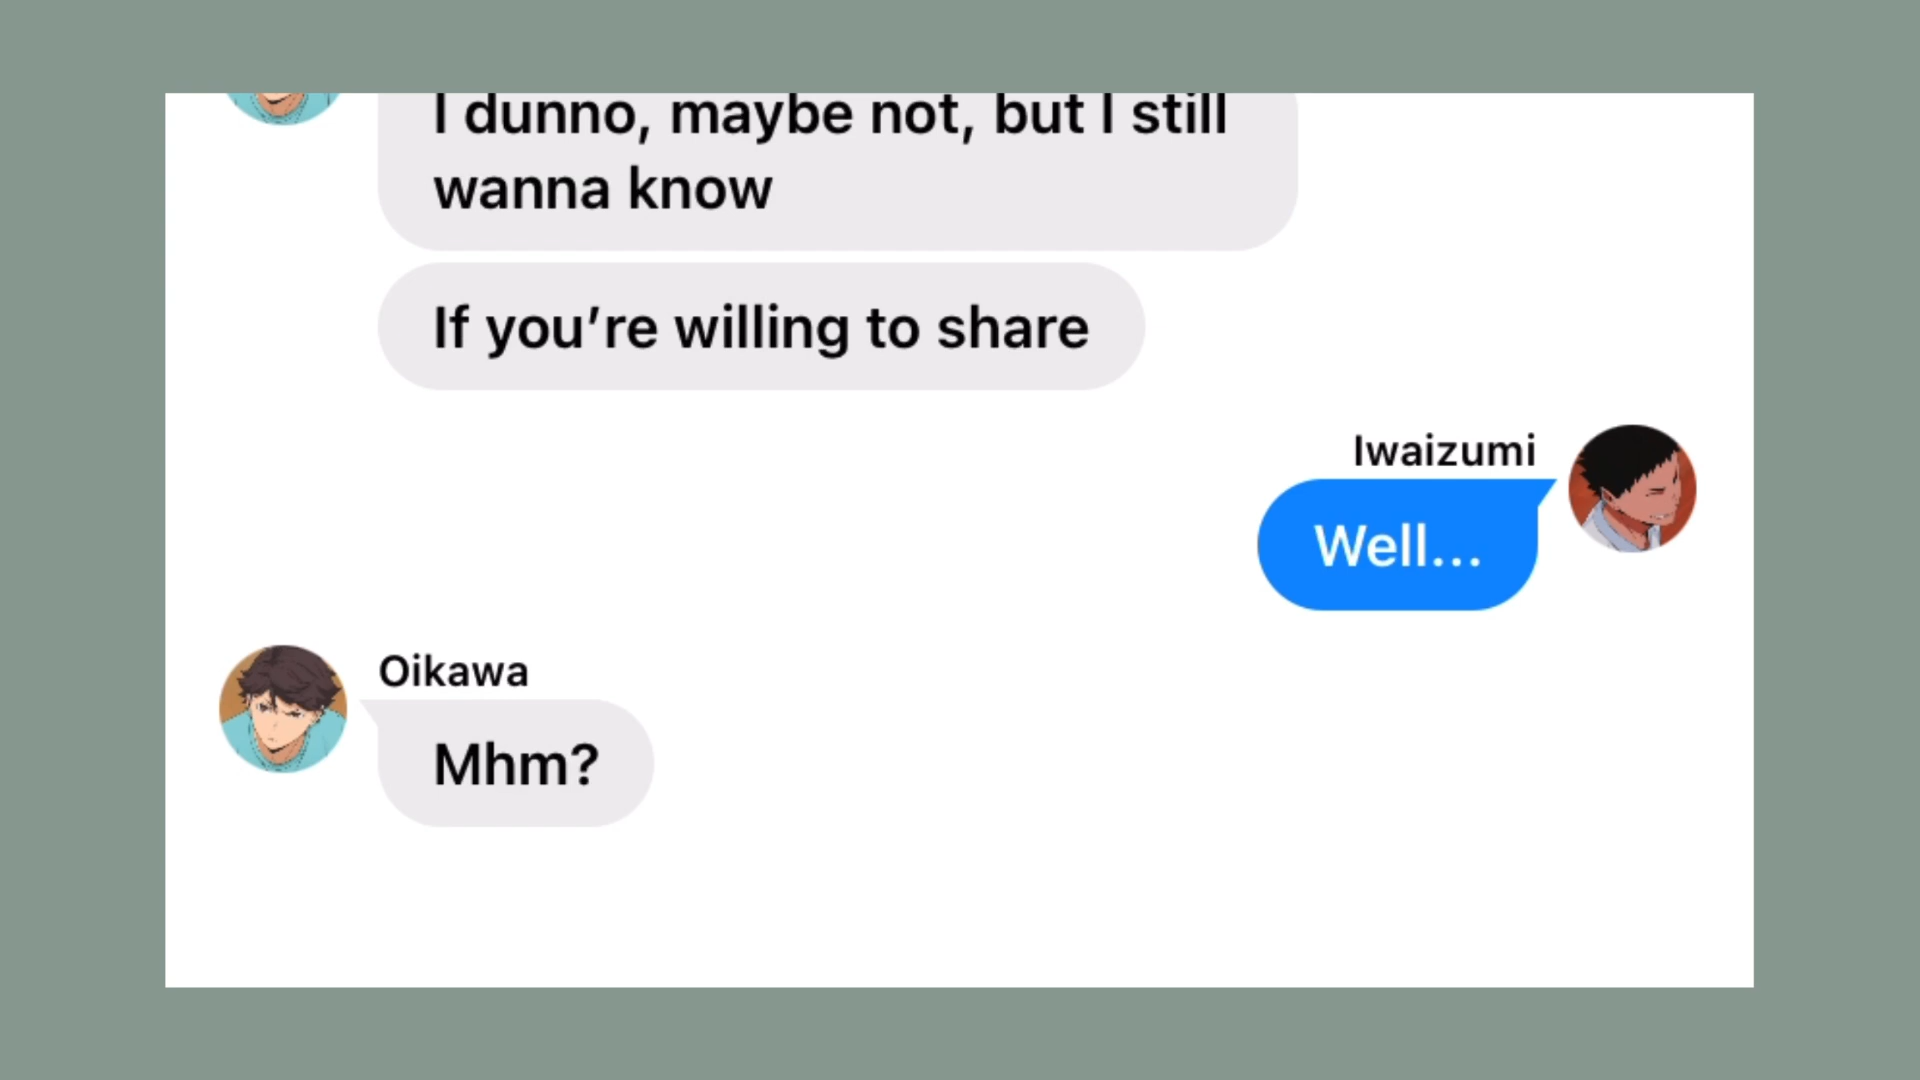 I dunno, maybe not, but I still
wanna know
If you’re willing to share
Iwaizumi
Well...
Oikawa
Mhm?